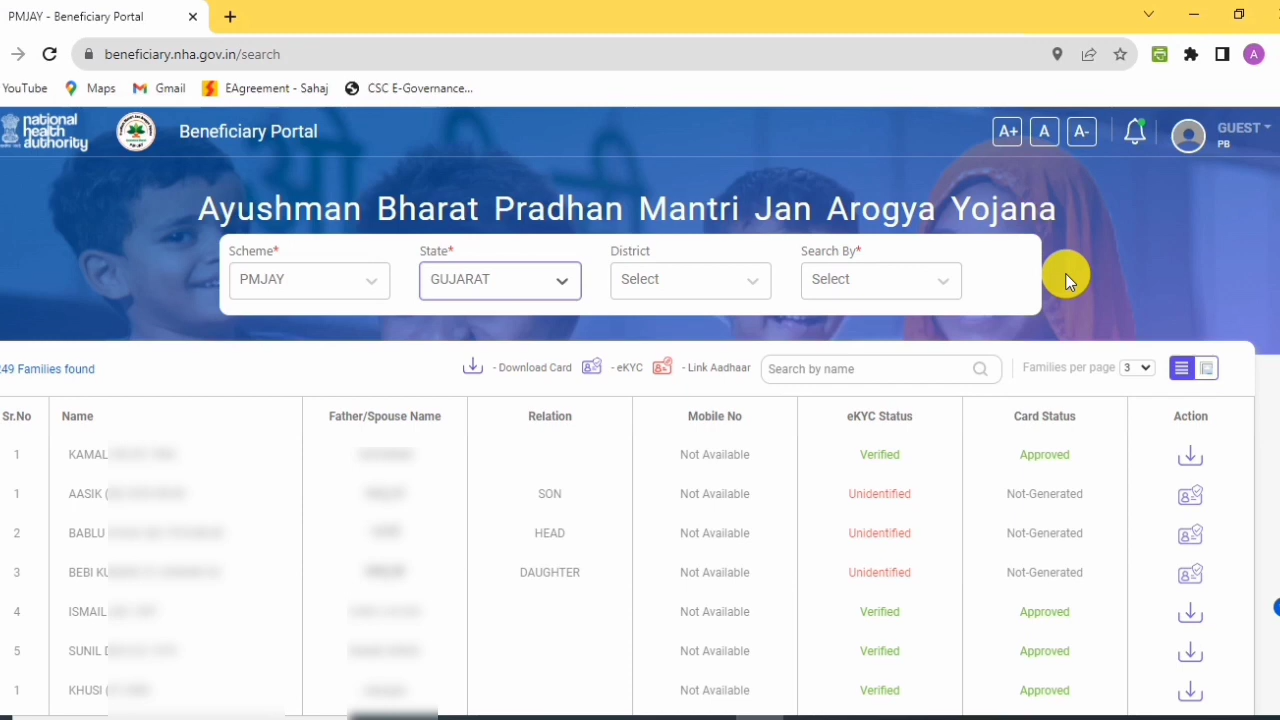 PMJAY - Beneficiary Portal
beneficiary.nha.gov.in/search
YouTube Maps Gmail EAgreement - Sahaj CSC E-Governance...
national health authority
Beneficiary Portal
A+ A A-
GUEST
PB
Ayushman Bharat Pradhan Mantri Jan Arogya Yojana
Scheme* State* District Search By*
PMJAY GUJARAT Select Select
249 Families found - Download Card - eKYC - Link Aadhaar Search by name Families per page 3
Sr.No Name Father/Spouse Name Relation Mobile No eKYC Status Card Status Action
1 KAMAL Not Available Verified Approved
1 AASIK ( SON Not Available Unidentified Not-Generated
2 BABLU HEAD Not Available Unidentified Not-Generated
3 BEBI KU DAUGHTER Not Available Unidentified Not-Generated
4 ISMAIL Not Available Verified Approved
5 SUNIL Not Available Verified Approved
1 KHUSI ( Not Available Verified Approved